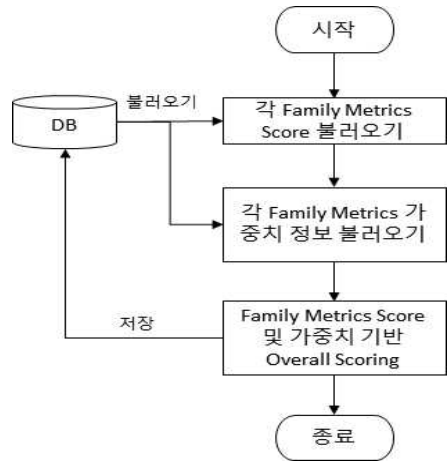 시작
불러오기
DB
각 Family Metrics
Score 불러오기
각 Family Metrics 가
중치 정보 불러오기
저장
Family Metrics Score
및 가중치 기반
Overall Scoring
종료